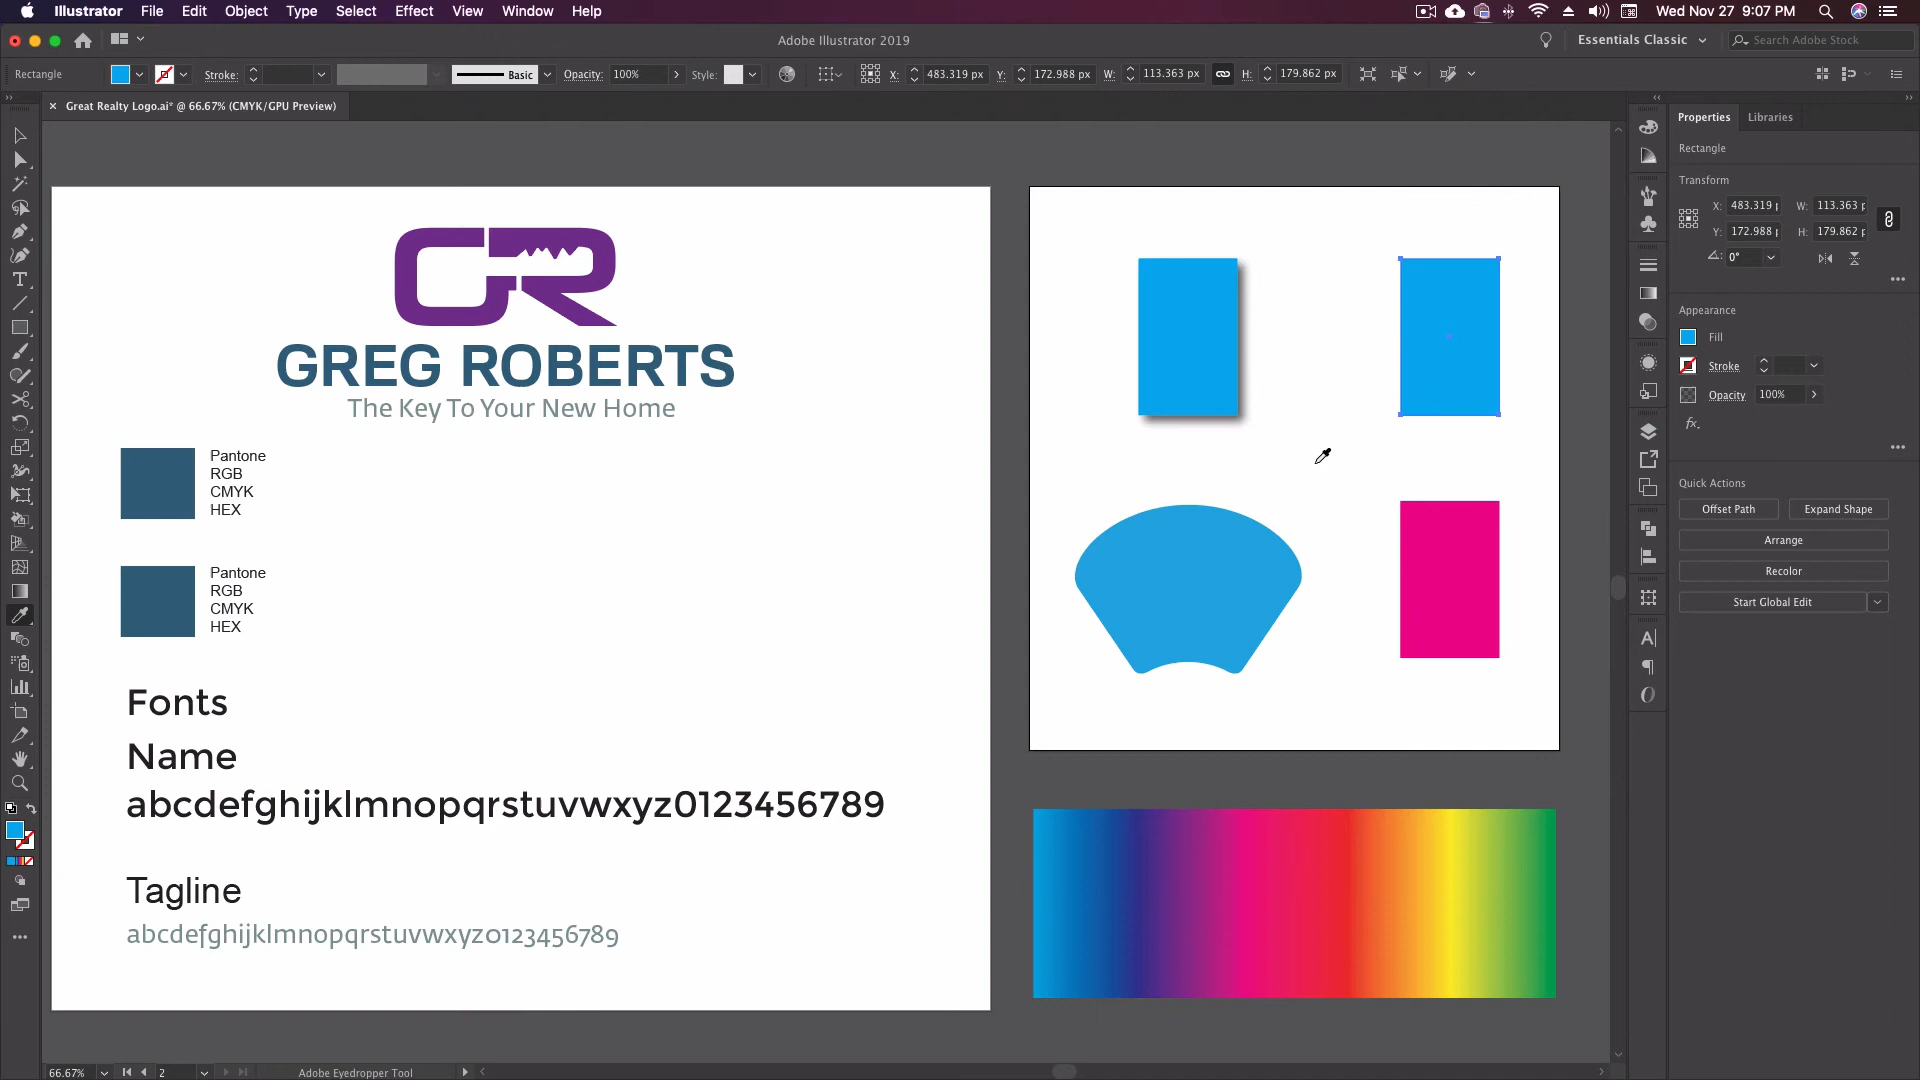 Illustrator File Edit Object Type Select Effect View Window Help
Wed Nov 27 9:07 PM
Adobe Illustrator 2019
Essentials Classic
Search Adobe Stock
Rectangle
Stroke:
Basic
Opacity: 100%
Style:
X: 483.319 px
Y: 172.988 px
W: 113.363 px
H: 179.862 px
Great Realty Logo.ai* @ 66.67% (CMYK/GPU Preview)
GR
GREG ROBERTS
The Key To Your New Home
Pantone
RGB
CMYK
HEX
Pantone
RGB
CMYK
HEX
Fonts
Name
abcdefghijklmnopqrstuvwxyz0123456789
Tagline
abcdefghijklmnopqrstuvwxyz0123456789
Properties Libraries
Rectangle
Transform
X: 483.319 W: 113.363
Y: 172.988 H: 179.862
0°
Appearance
Fill
Stroke
Opacity 100%
fx.
Quick Actions
Offset Path Expand Shape
Arrange
Recolor
Start Global Edit
66.67% 2 Adobe Eyedropper Tool